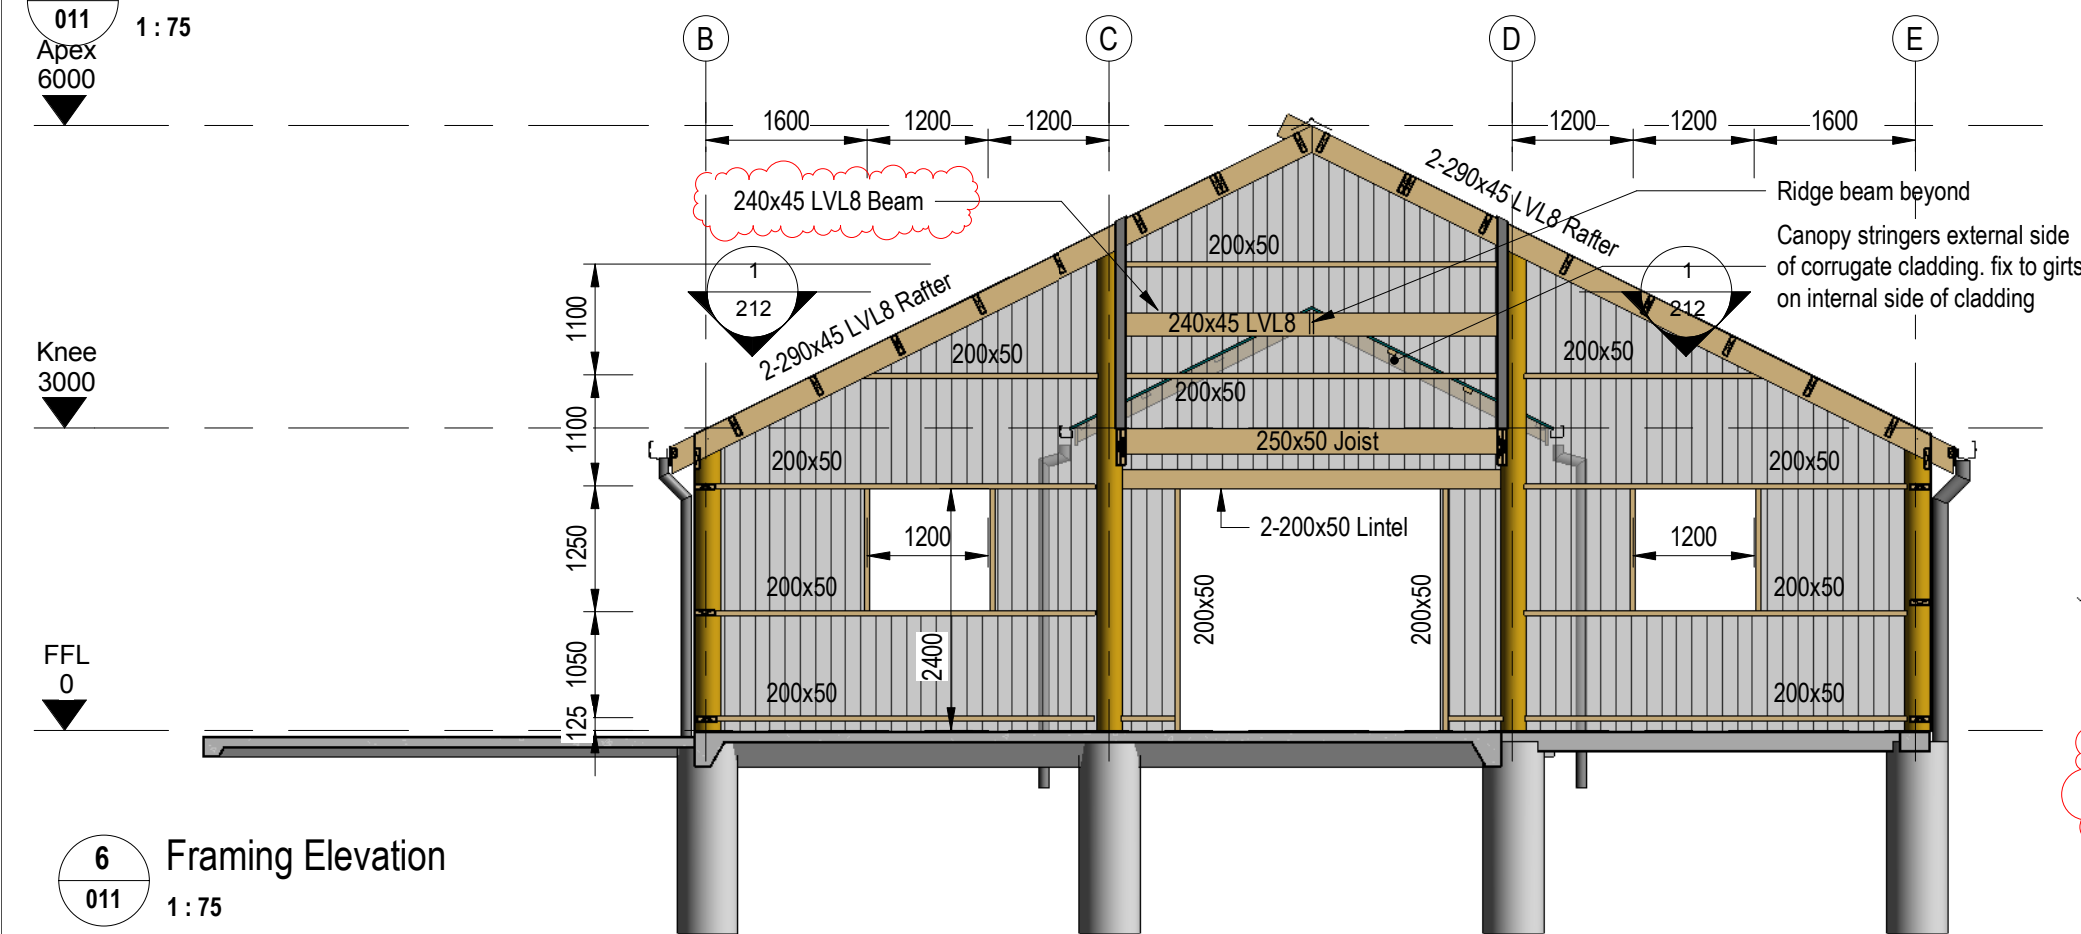 011
1 : 75
Apex
6000
B
C
D
E
1600
1200
1200
1200
1200
1600
240x45 LVL8 Beam
2-290x45 LVL8 Rafter
Ridge beam beyond
Canopy stringers external side
of corrugate cladding. fix to girts
on internal side of cladding
200x50
1
212
1
212
2-290x45 LVL8 Rafter
1100
240x45 LVL8
200x50
200x50
Knee
3000
200x50
1100
250x50 Joist
200x50
200x50
1250
1200
2-200x50 Lintel
1200
200x50
200x50
200x50
200x50
FFL
0
1050
2400
200x50
200x50
125
6
011
Framing Elevation
1 : 75